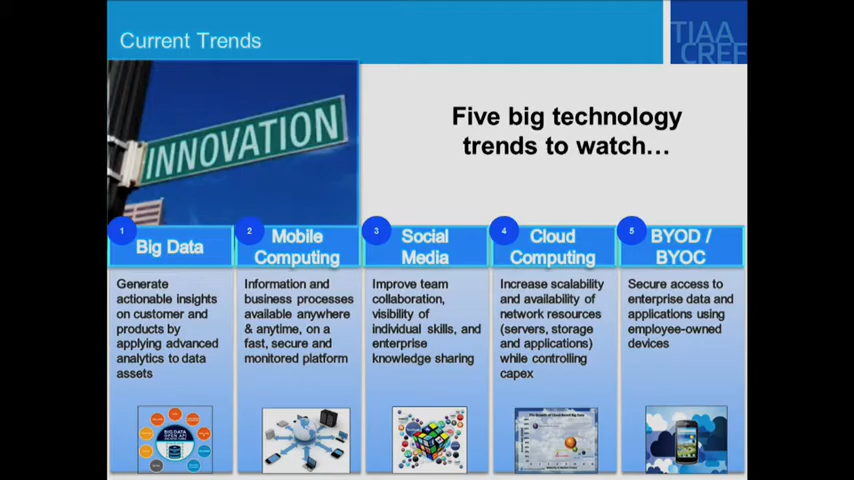 Current Trends
TIAA
CREF
INNOVATION
Five big technology
trends to watch…
1
Big Data
Generate
actionable insights
on customer and
products by
applying advanced
analytics to data
assets
BIG DATA
OPEN API
2
Mobile
Computing
Information and
business processes
available anywhere
& anytime, on a
fast, secure and
monitored platform
3
Social
Media
Improve team
collaboration,
visibility of
individual skills, and
enterprise
knowledge sharing
4
Cloud
Computing
Increase scalability
and availability of
network resources
(servers, storage
and applications)
while controlling
capex
5
BYOD /
BYOC
Secure access to
enterprise data and
applications using
employee-owned
devices